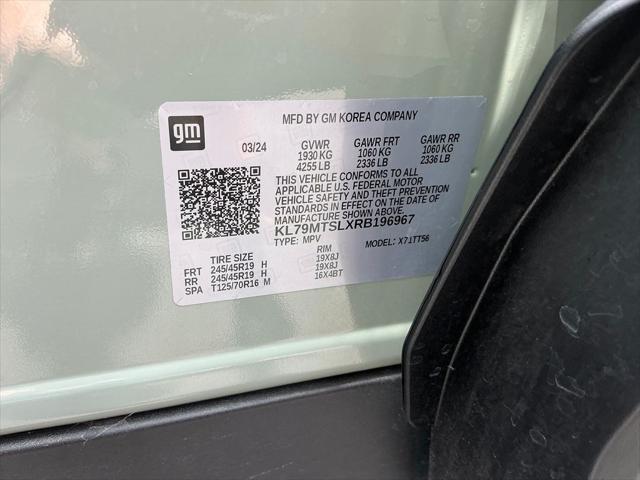 MFD BY GM KOREA COMPANY
gm
03/24
GVWR GAWR FRT GAWR RR
1930 KG 1060 KG 1060 KG
4255 LB 2336 LB 2336 LB
THIS VEHICLE CONFORMS TO ALL
APPLICABLE U.S. FEDERAL MOTOR
VEHICLE SAFETY AND THEFT PREVENTION
STANDARDS IN EFFECT ON THE DATE OF
MANUFACTURE SHOWN ABOVE.
KL79MTSLXRB196967
TYPE: MPV MODEL: X71TT56
TIRE SIZE RIM
FRT 245/45R19 H 19X8J
RR 245/45R19 H 19X8J
SPA T125/70R16 M 16X4BT